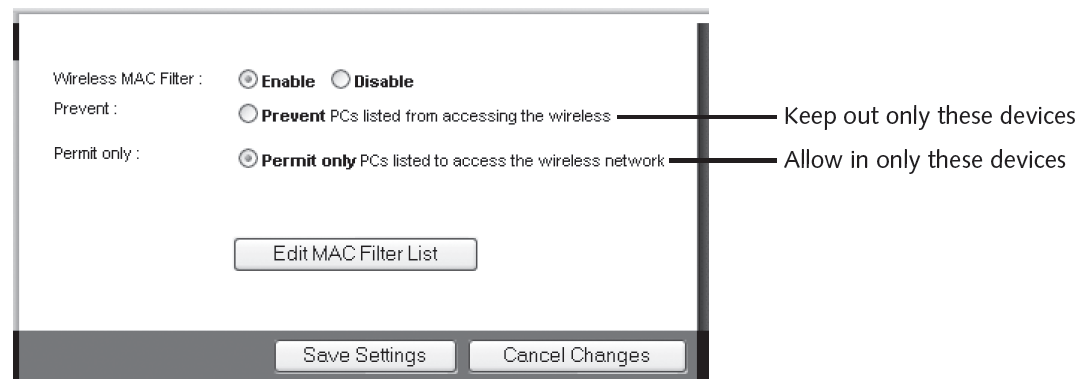 Wireless MAC Filter : Enable Disable
Prevent : Prevent PCs listed from accessing the wireless Keep out only these devices
Permit only : Permit only PCs listed to access the wireless network Allow in only these devices
Edit MAC Filter List
Save Settings Cancel Changes